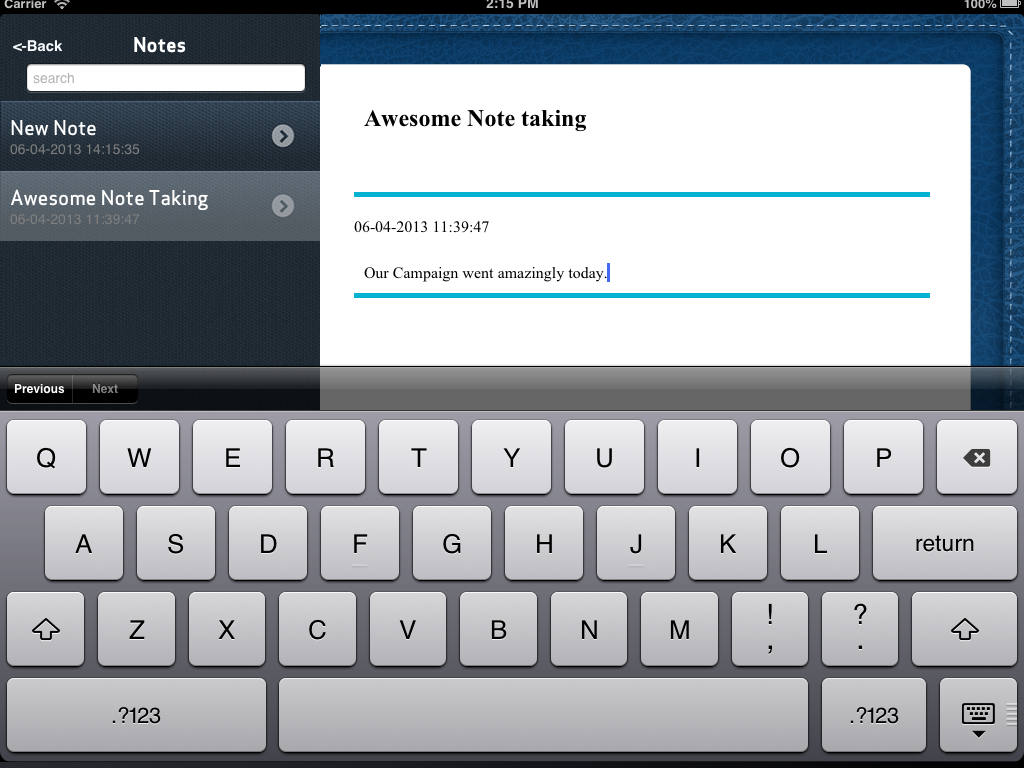 Carrier 2:15 PM 100%
<-Back Notes
search
New Note
06-04-2013 14:15:35
Awesome Note Taking
06-04-2013 11:39:47
Awesome Note taking
06-04-2013 11:39:47
Our Campaign went amazingly today.
Previous Next
Q W E R T Y U I O P
A S D F G H J K L return
Z X C V B N M ! , ? .
.?123 .?123